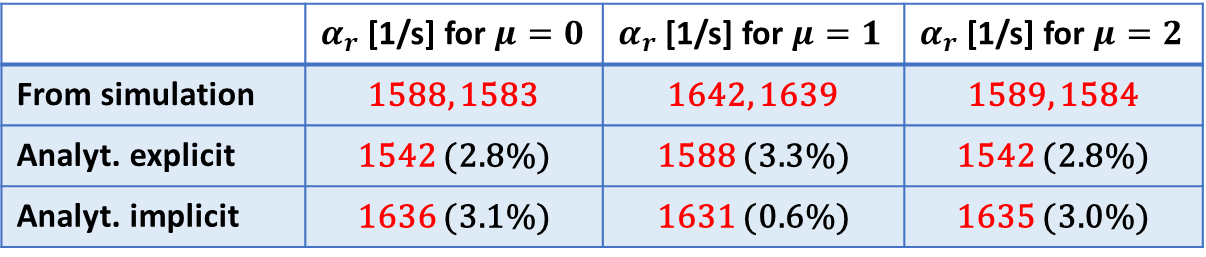 α_r [1/s] for μ = 0 α_r [1/s] for μ = 1 α_r [1/s] for μ = 2
From simulation 1588, 1583 1642, 1639 1589, 1584
Analyt. explicit 1542 (2.8%) 1588 (3.3%) 1542 (2.8%)
Analyt. implicit 1636 (3.1%) 1631 (0.6%) 1635 (3.0%)